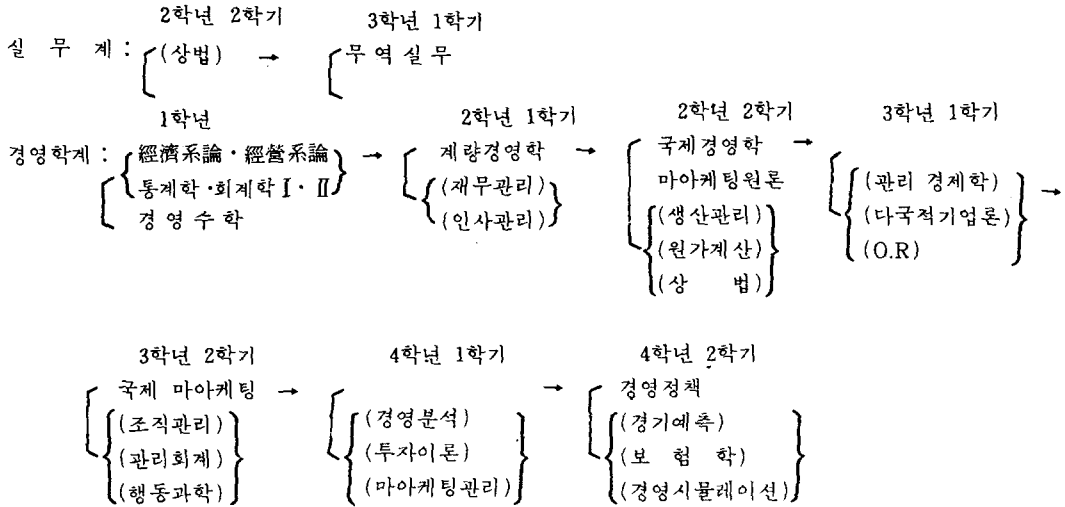 2학년 2학기 3학년 1학기
실 무 계 : (상법) → 무역실무
1학년 2학년 1학기 2학년 2학기 3학년 1학기
경영학계 : 經濟系論·經營系論 → 계량경영학 → 국제경영학 →
통계학·회계학Ⅰ·Ⅱ (재무관리) 마아케팅원론 (관리 경제학) →
경 영 수 학 (인사관리) (생산관리) (다국적기업론)
(원가계산) (O.R)
(상 법)
3학년 2학기 4학년 1학기 4학년 2학기
국제 마아케팅 → → 경영정책
(조직관리) (경영분석) (경기예측)
(관리회계) (투자이론) (보 험 학)
(행동과학) (마아케팅관리) (경영시뮬레이션)